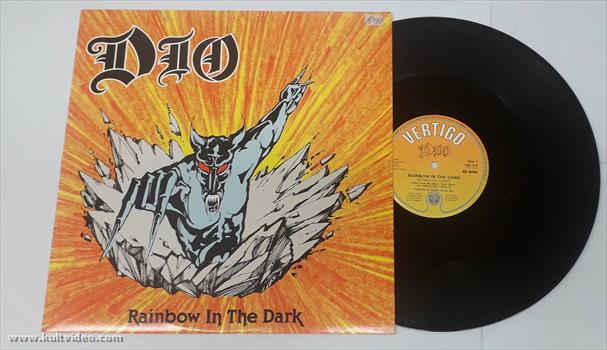 DIO
Rainbow In The Dark
VERTIGO
Dio
RAINBOW IN THE DARK
www.kultvideo.com